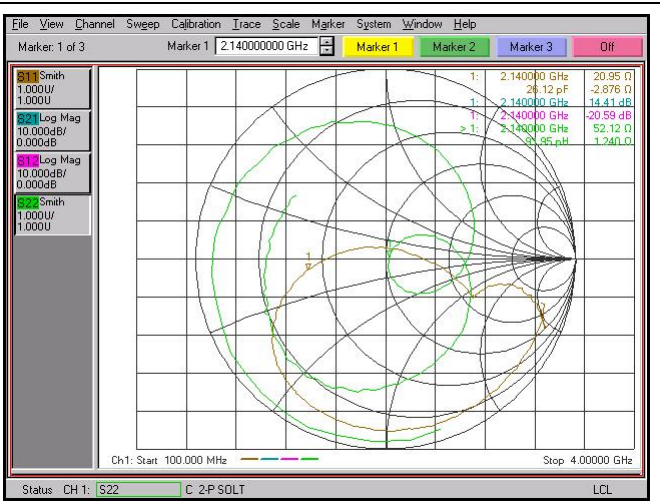 File View Channel Sweep Calibration Trace Scale Marker System Window Help
Marker: 1 of 3 Marker 1 2.140000000 GHz Marker 1 Marker 2 Marker 3 Off
S11 Smith
1.000U/
1.000U
S21 Log Mag
10.000dB/
0.000dB
S12 Log Mag
10.000dB/
0.000dB
S22 Smith
1.000U/
1.000U
1: 2.140000 GHz 20.95 Ω
26.12 pF -2.876 Ω
1: 2.140000 GHz 14.41 dB
1: 2.140000 GHz -20.59 dB
> 1: 2.140000 GHz 52.12 Ω
pH 1.240 Ω
1
Ch1: Start 100.000 MHz Stop 4.00000 GHz
Status CH 1: S22 C 2-P SOLT LCL